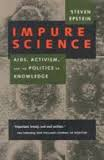 STEVEN
EPSTEIN
IMPURE
SCIENCE
AIDS, ACTIVISM,
AND THE POLITICS OF
KNOWLEDGE